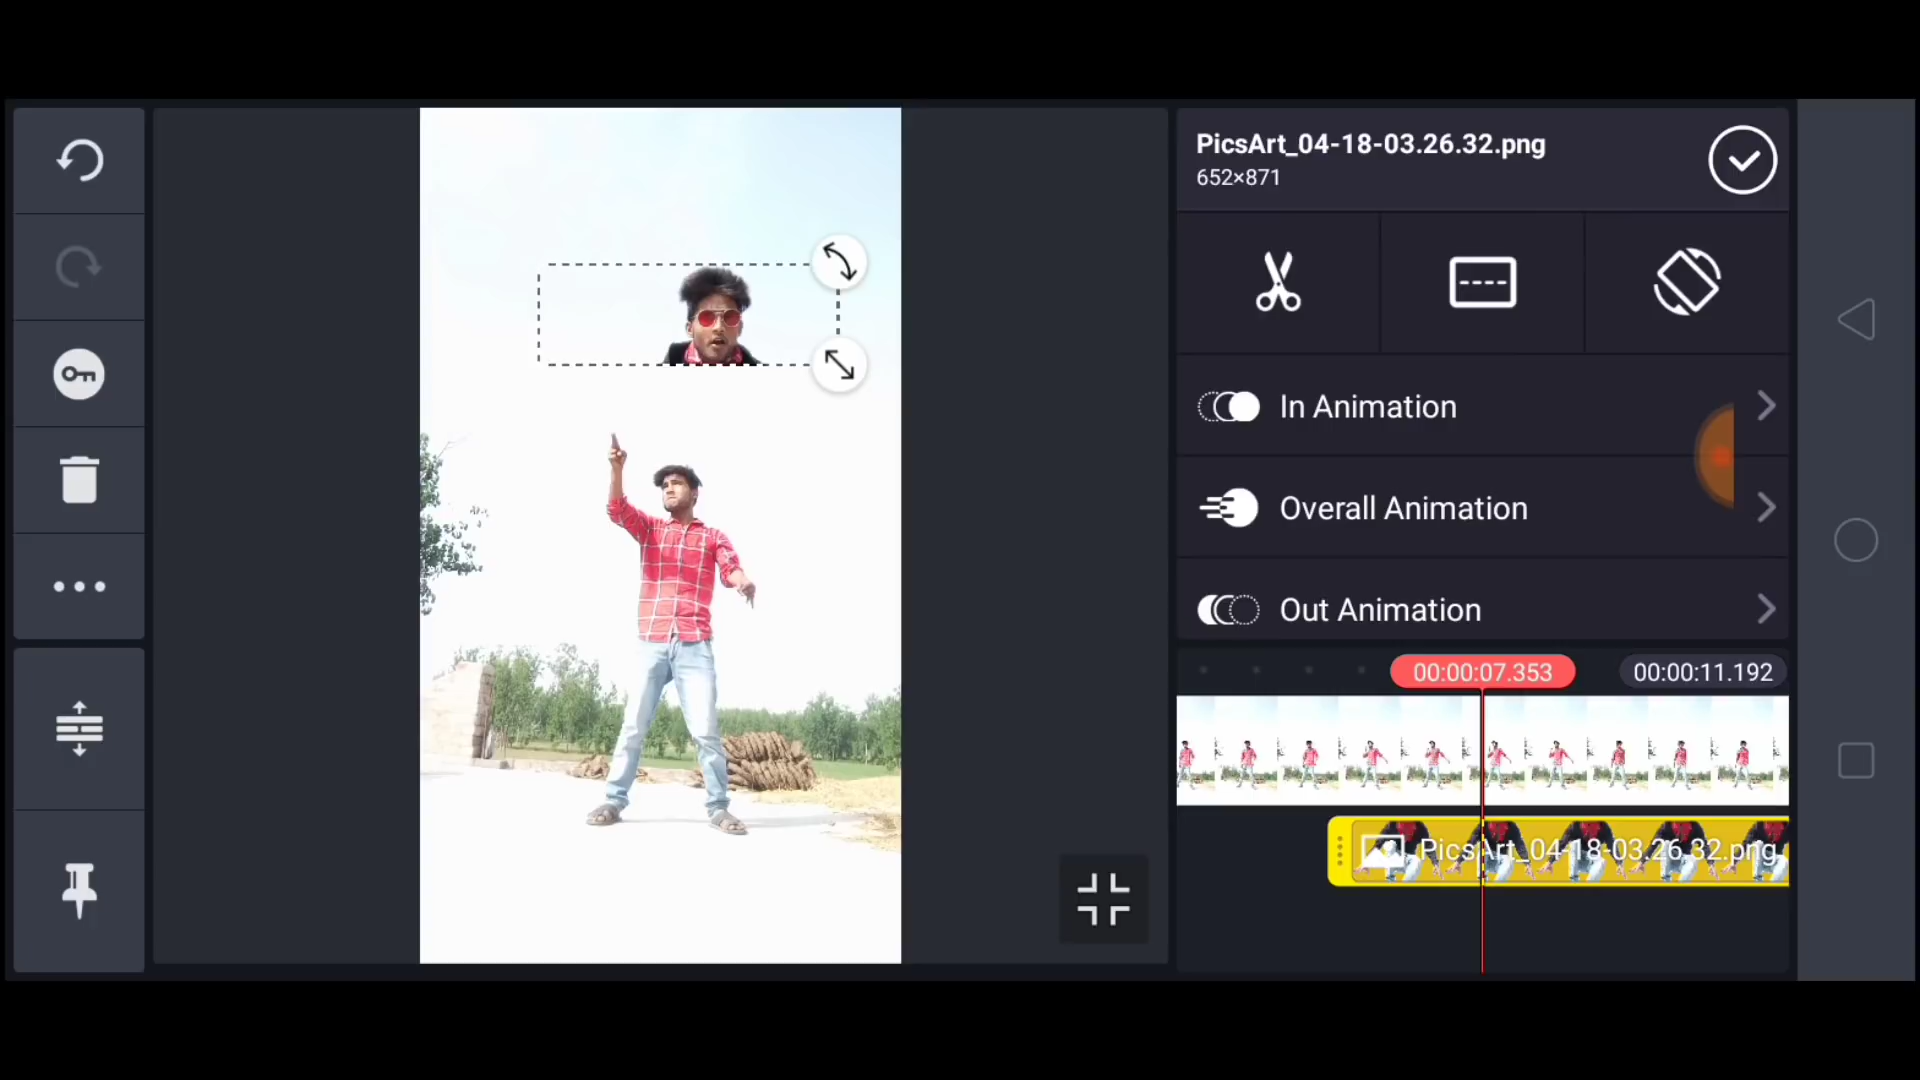 PicsArt_04-18-03.26.32.png
652×871
In Animation
Overall Animation
Out Animation
00:00:07.353
00:00:11.192
PicsArt_04-18-03.26.32.png